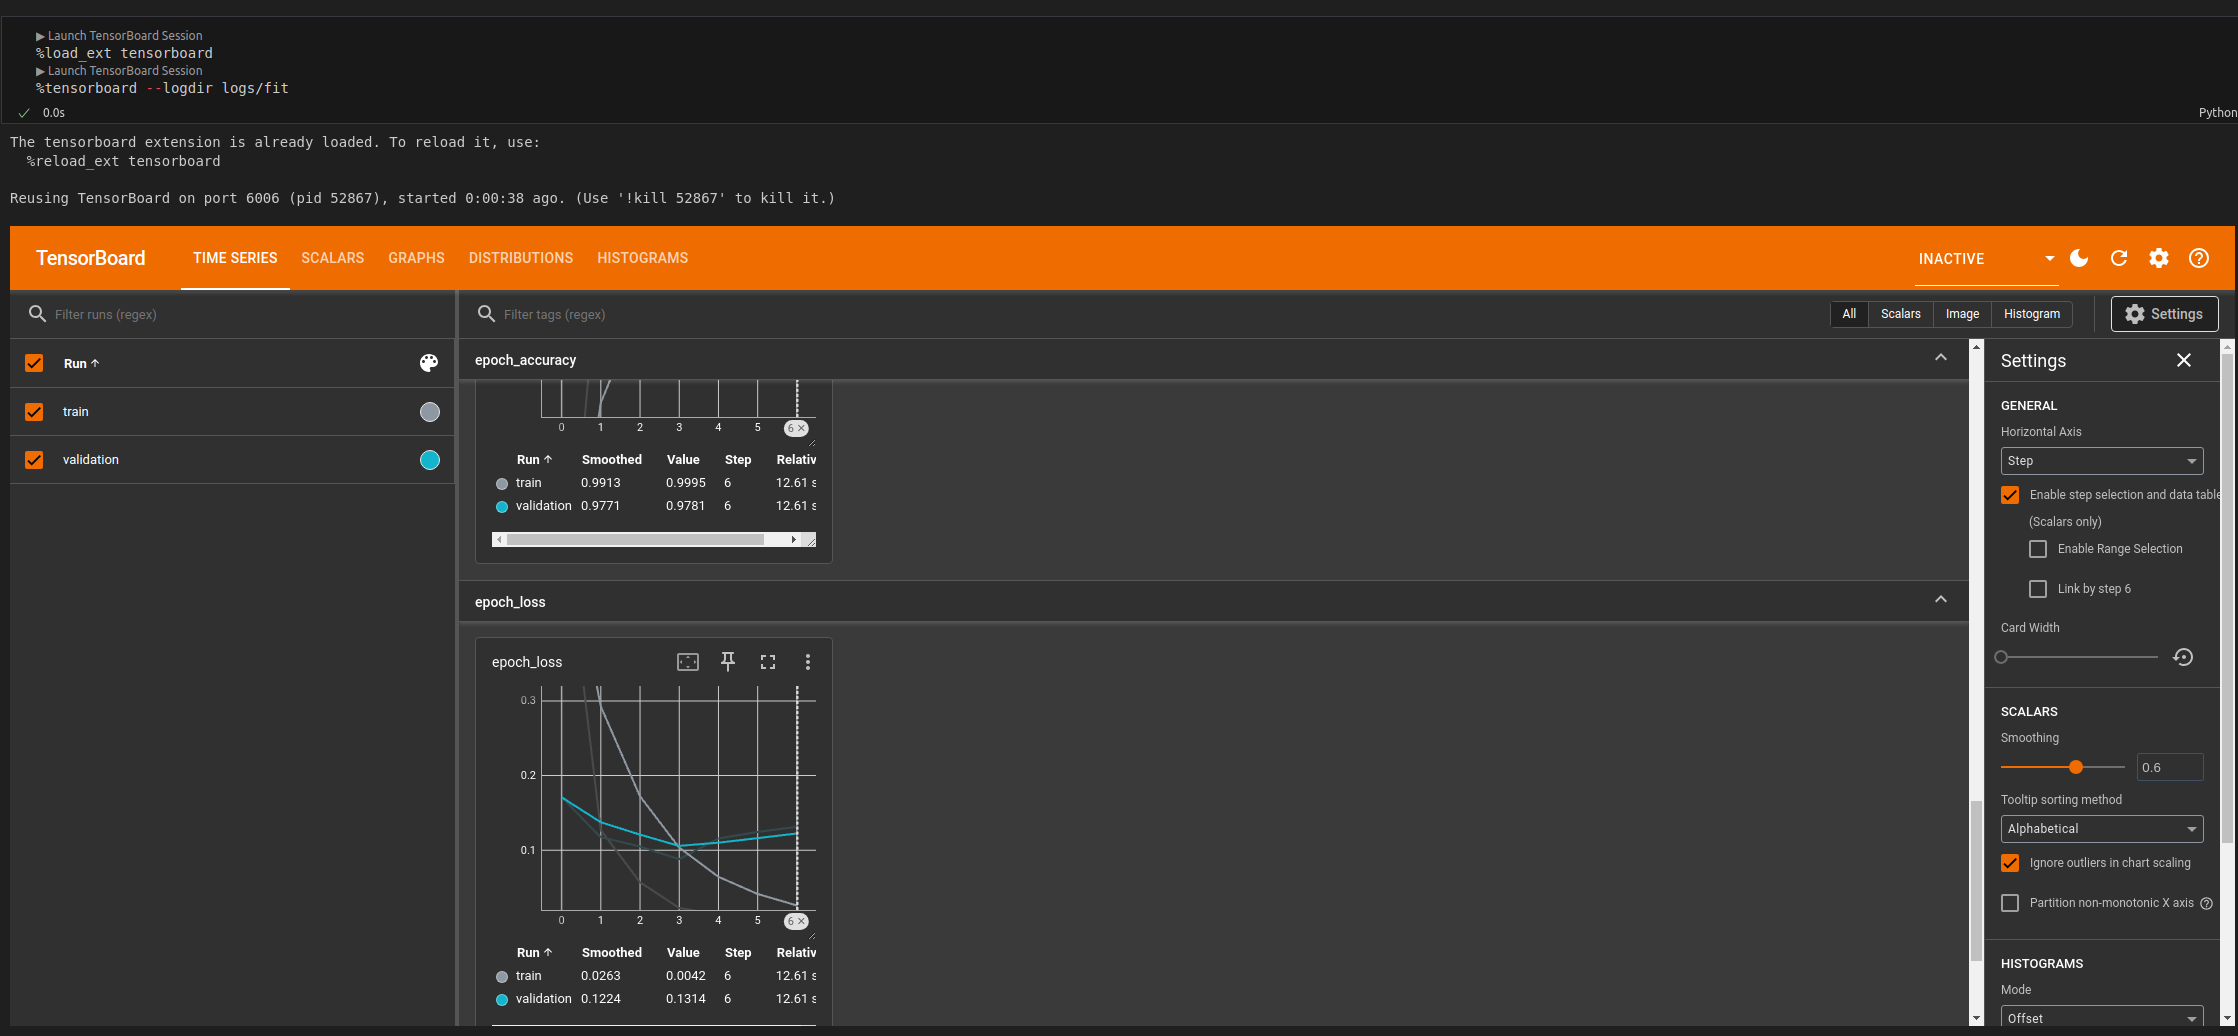 ▶ Launch TensorBoard Session
%load_ext tensorboard
▶ Launch TensorBoard Session
%tensorboard --logdir logs/fit
0.0s
Python
The tensorboard extension is already loaded. To reload it, use:
%reload_ext tensorboard
Reusing TensorBoard on port 6006 (pid 52867), started 0:00:38 ago. (Use '!kill 52867' to kill it.)
TensorBoard TIME SERIES SCALARS GRAPHS DISTRIBUTIONS HISTOGRAMS INACTIVE
Filter runs (regex)
Filter tags (regex)
All Scalars Image Histogram Settings
Run ↑
train
validation
epoch_accuracy
0 1 2 3 4 5 6 ×
Run ↑ Smoothed Value Step Relativ
train 0.9913 0.9995 6 12.61 s
validation 0.9771 0.9781 6 12.61 s
epoch_loss
epoch_loss
0.3
0.2
0.1
0 1 2 3 4 5 6 ×
Run ↑ Smoothed Value Step Relativ
train 0.0263 0.0042 6 12.61 s
validation 0.1224 0.1314 6 12.61 s
Settings
GENERAL
Horizontal Axis
Step
Enable step selection and data table
(Scalars only)
Enable Range Selection
Link by step 6
Card Width
SCALARS
Smoothing
0.6
Tooltip sorting method
Alphabetical
Ignore outliers in chart scaling
Partition non-monotonic X axis
HISTOGRAMS
Mode
Offset